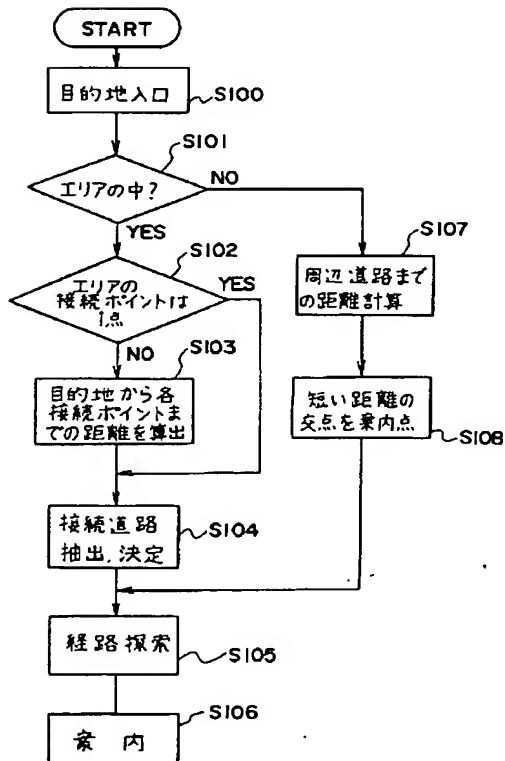 START
目的地入口
S100
S101
エリアの中?
NO
YES
S102
エリアの
接続ポイントは
1点
YES
NO
S103
目的地から各
接続ポイントま
での距離を算出
S104
接続道路
抽出,決定
S105
経路探索
S106
案内
S107
周辺道路まで
の距離計算
短い距離の
交点を案内点
S108